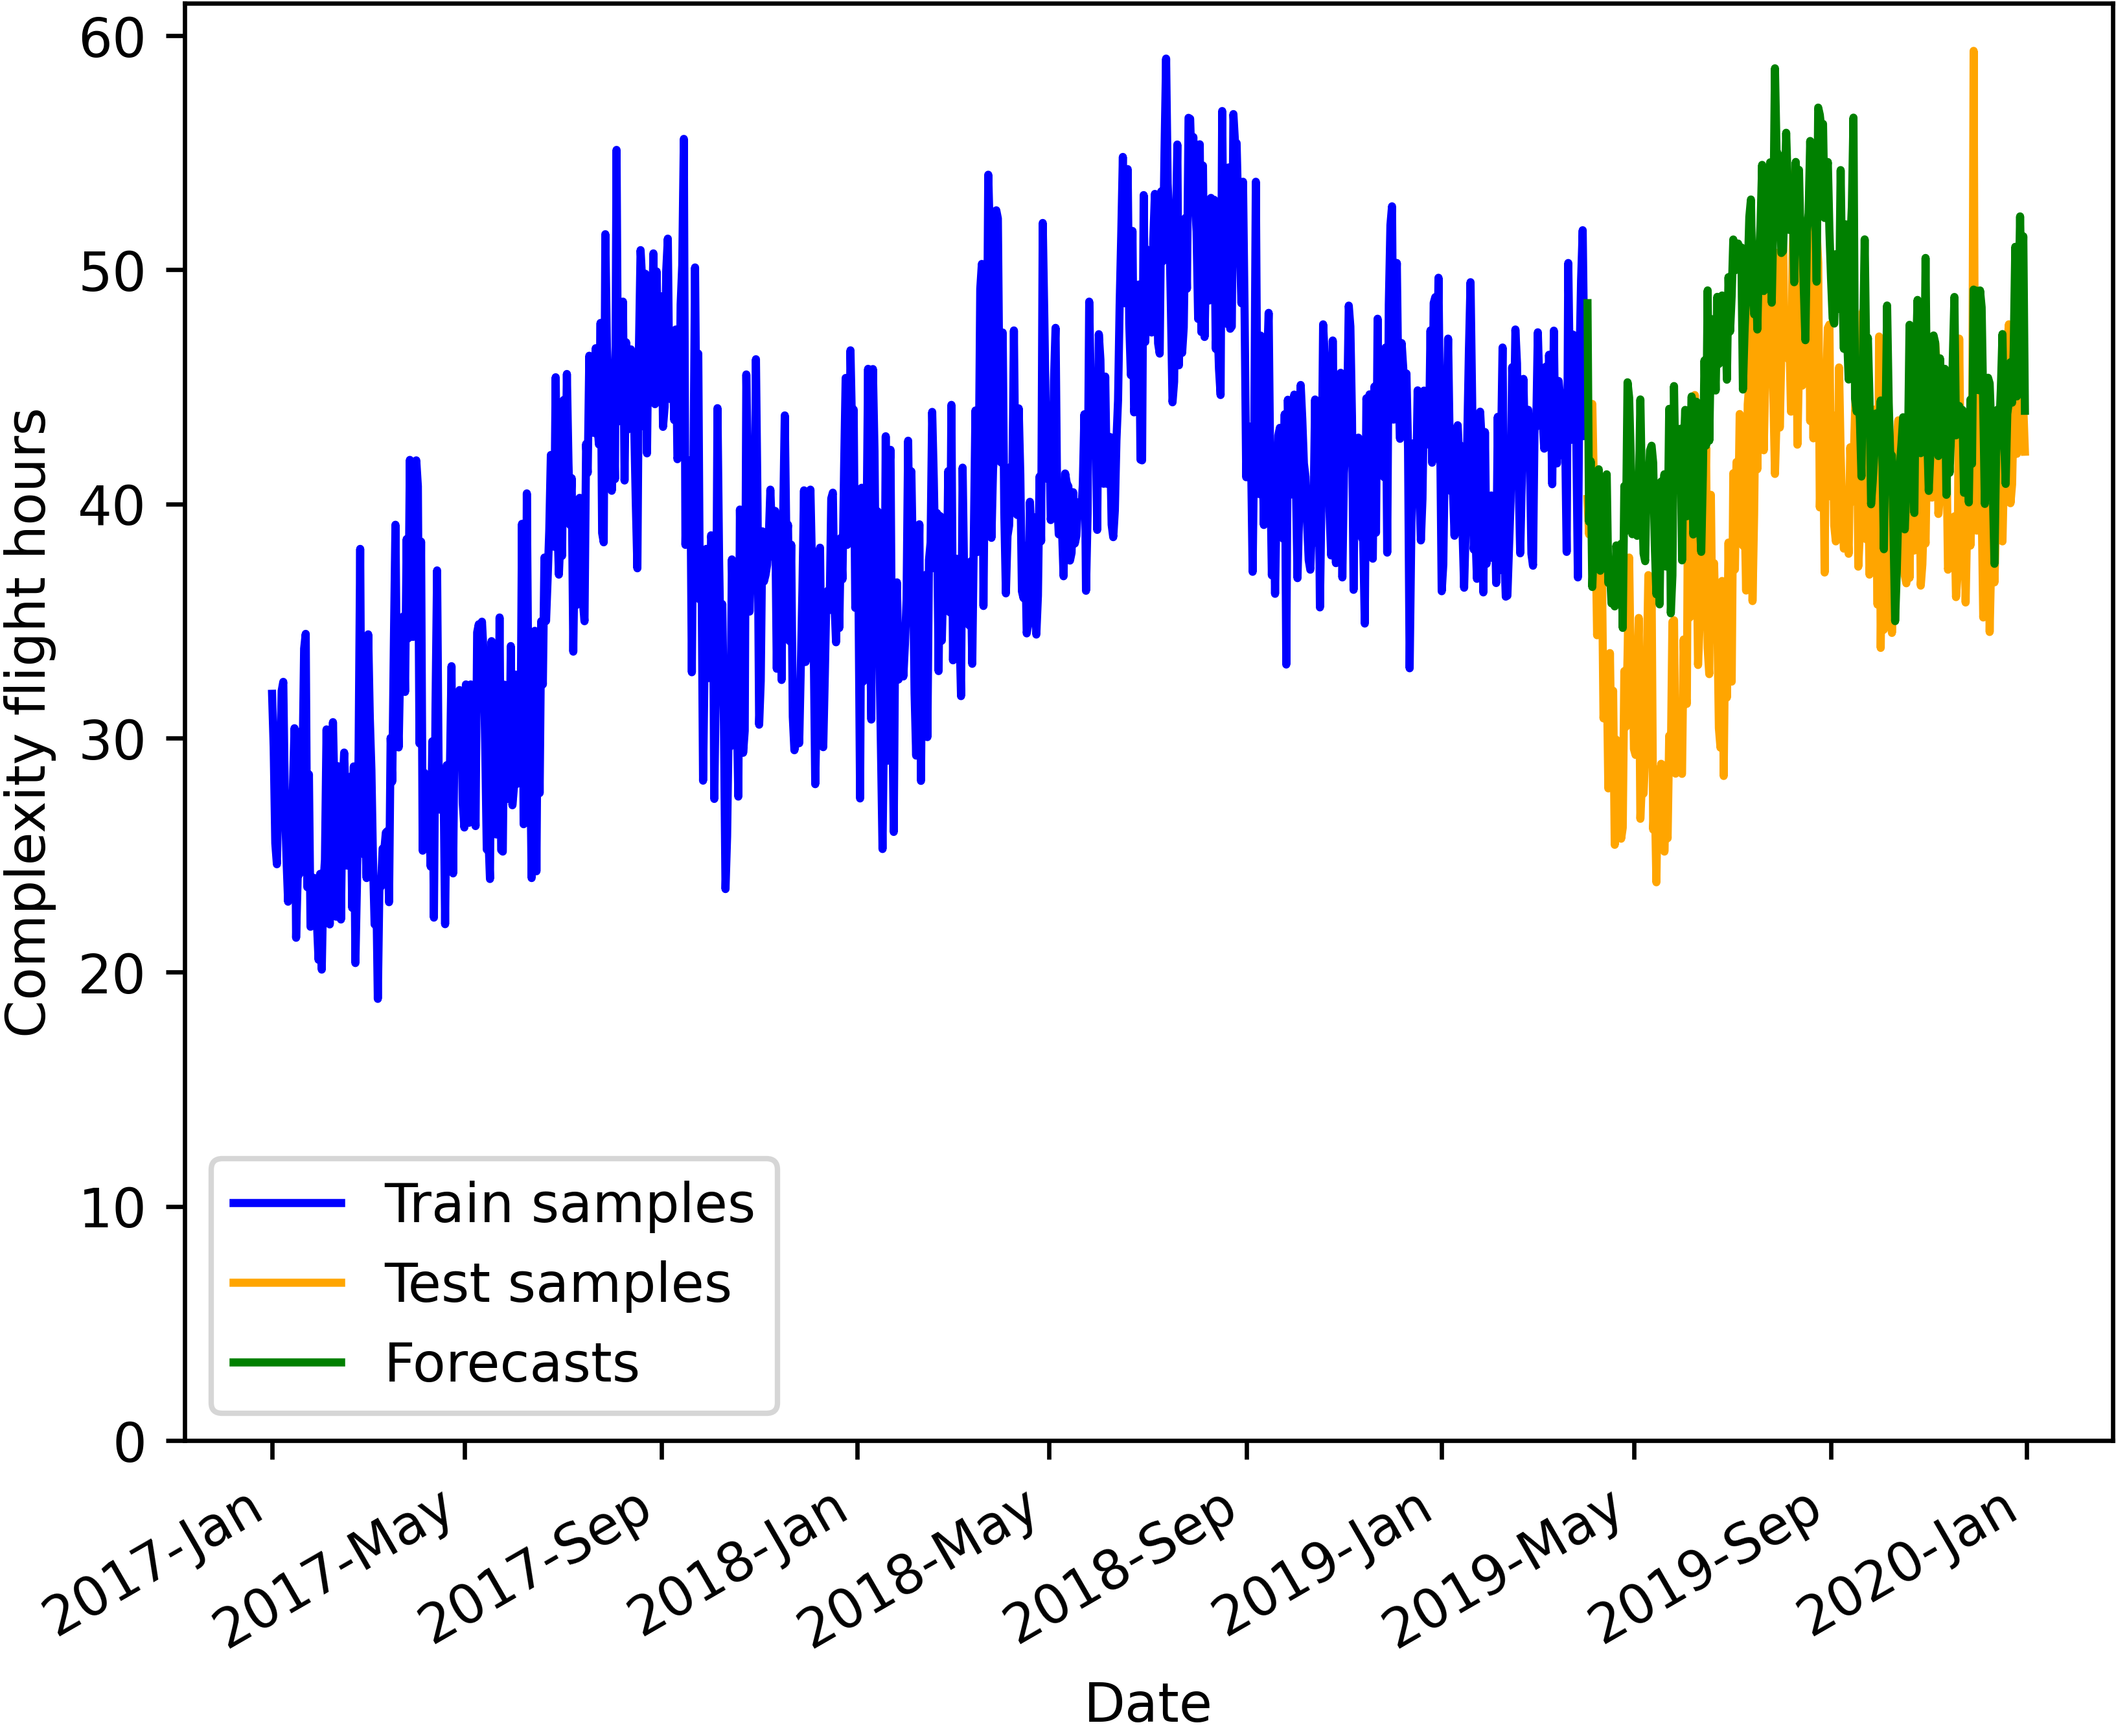 Complexity flight hours
60
50
40
30
20
10
0
Train samples
Test samples
Forecasts
2017-Jan
2017-May
2017-Sep
2018-Jan
2018-May
2018-Sep
2019-Jan
2019-May
2019-Sep
2020-Jan
Date